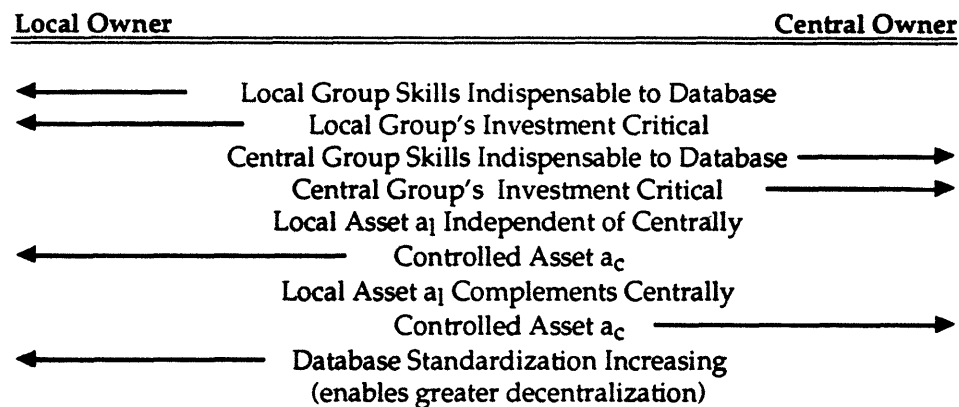 Local Owner Central Owner
Local Group Skills Indispensable to Database
Local Group's Investment Critical
Central Group Skills Indispensable to Database
Central Group's Investment Critical
Local Asset al Independent of Centrally
Controlled Asset ac
Local Asset al Complements Centrally
Controlled Asset ac
Database Standardization Increasing
(enables greater decentralization)